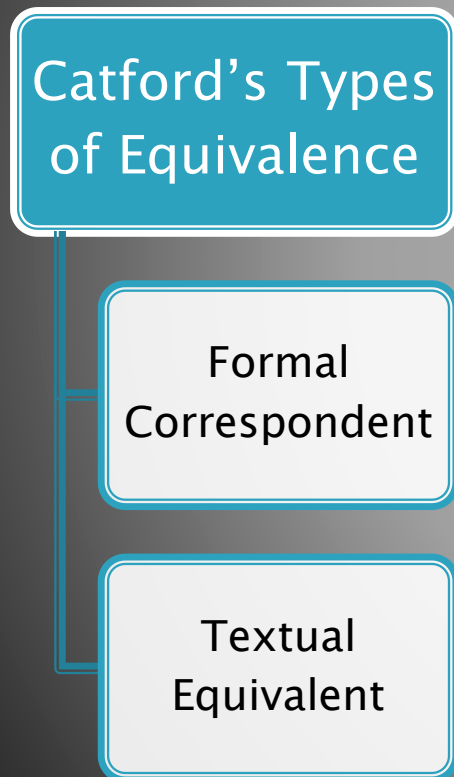 Catford’s Types
of Equivalence
Formal
Correspondent
Textual
Equivalent